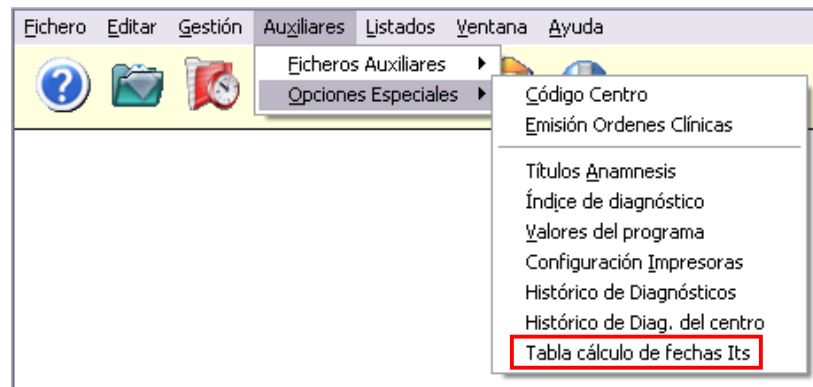 Fichero Editar Gestión Auxiliares Listados Ventana Ayuda
Ficheros Auxiliares
Opciones Especiales
Código Centro
Emisión Ordenes Clínicas
Títulos Anamnesis
Índice de diagnóstico
Valores del programa
Configuración Impresoras
Histórico de Diagnósticos
Histórico de Diag. del centro
Tabla cálculo de fechas Its